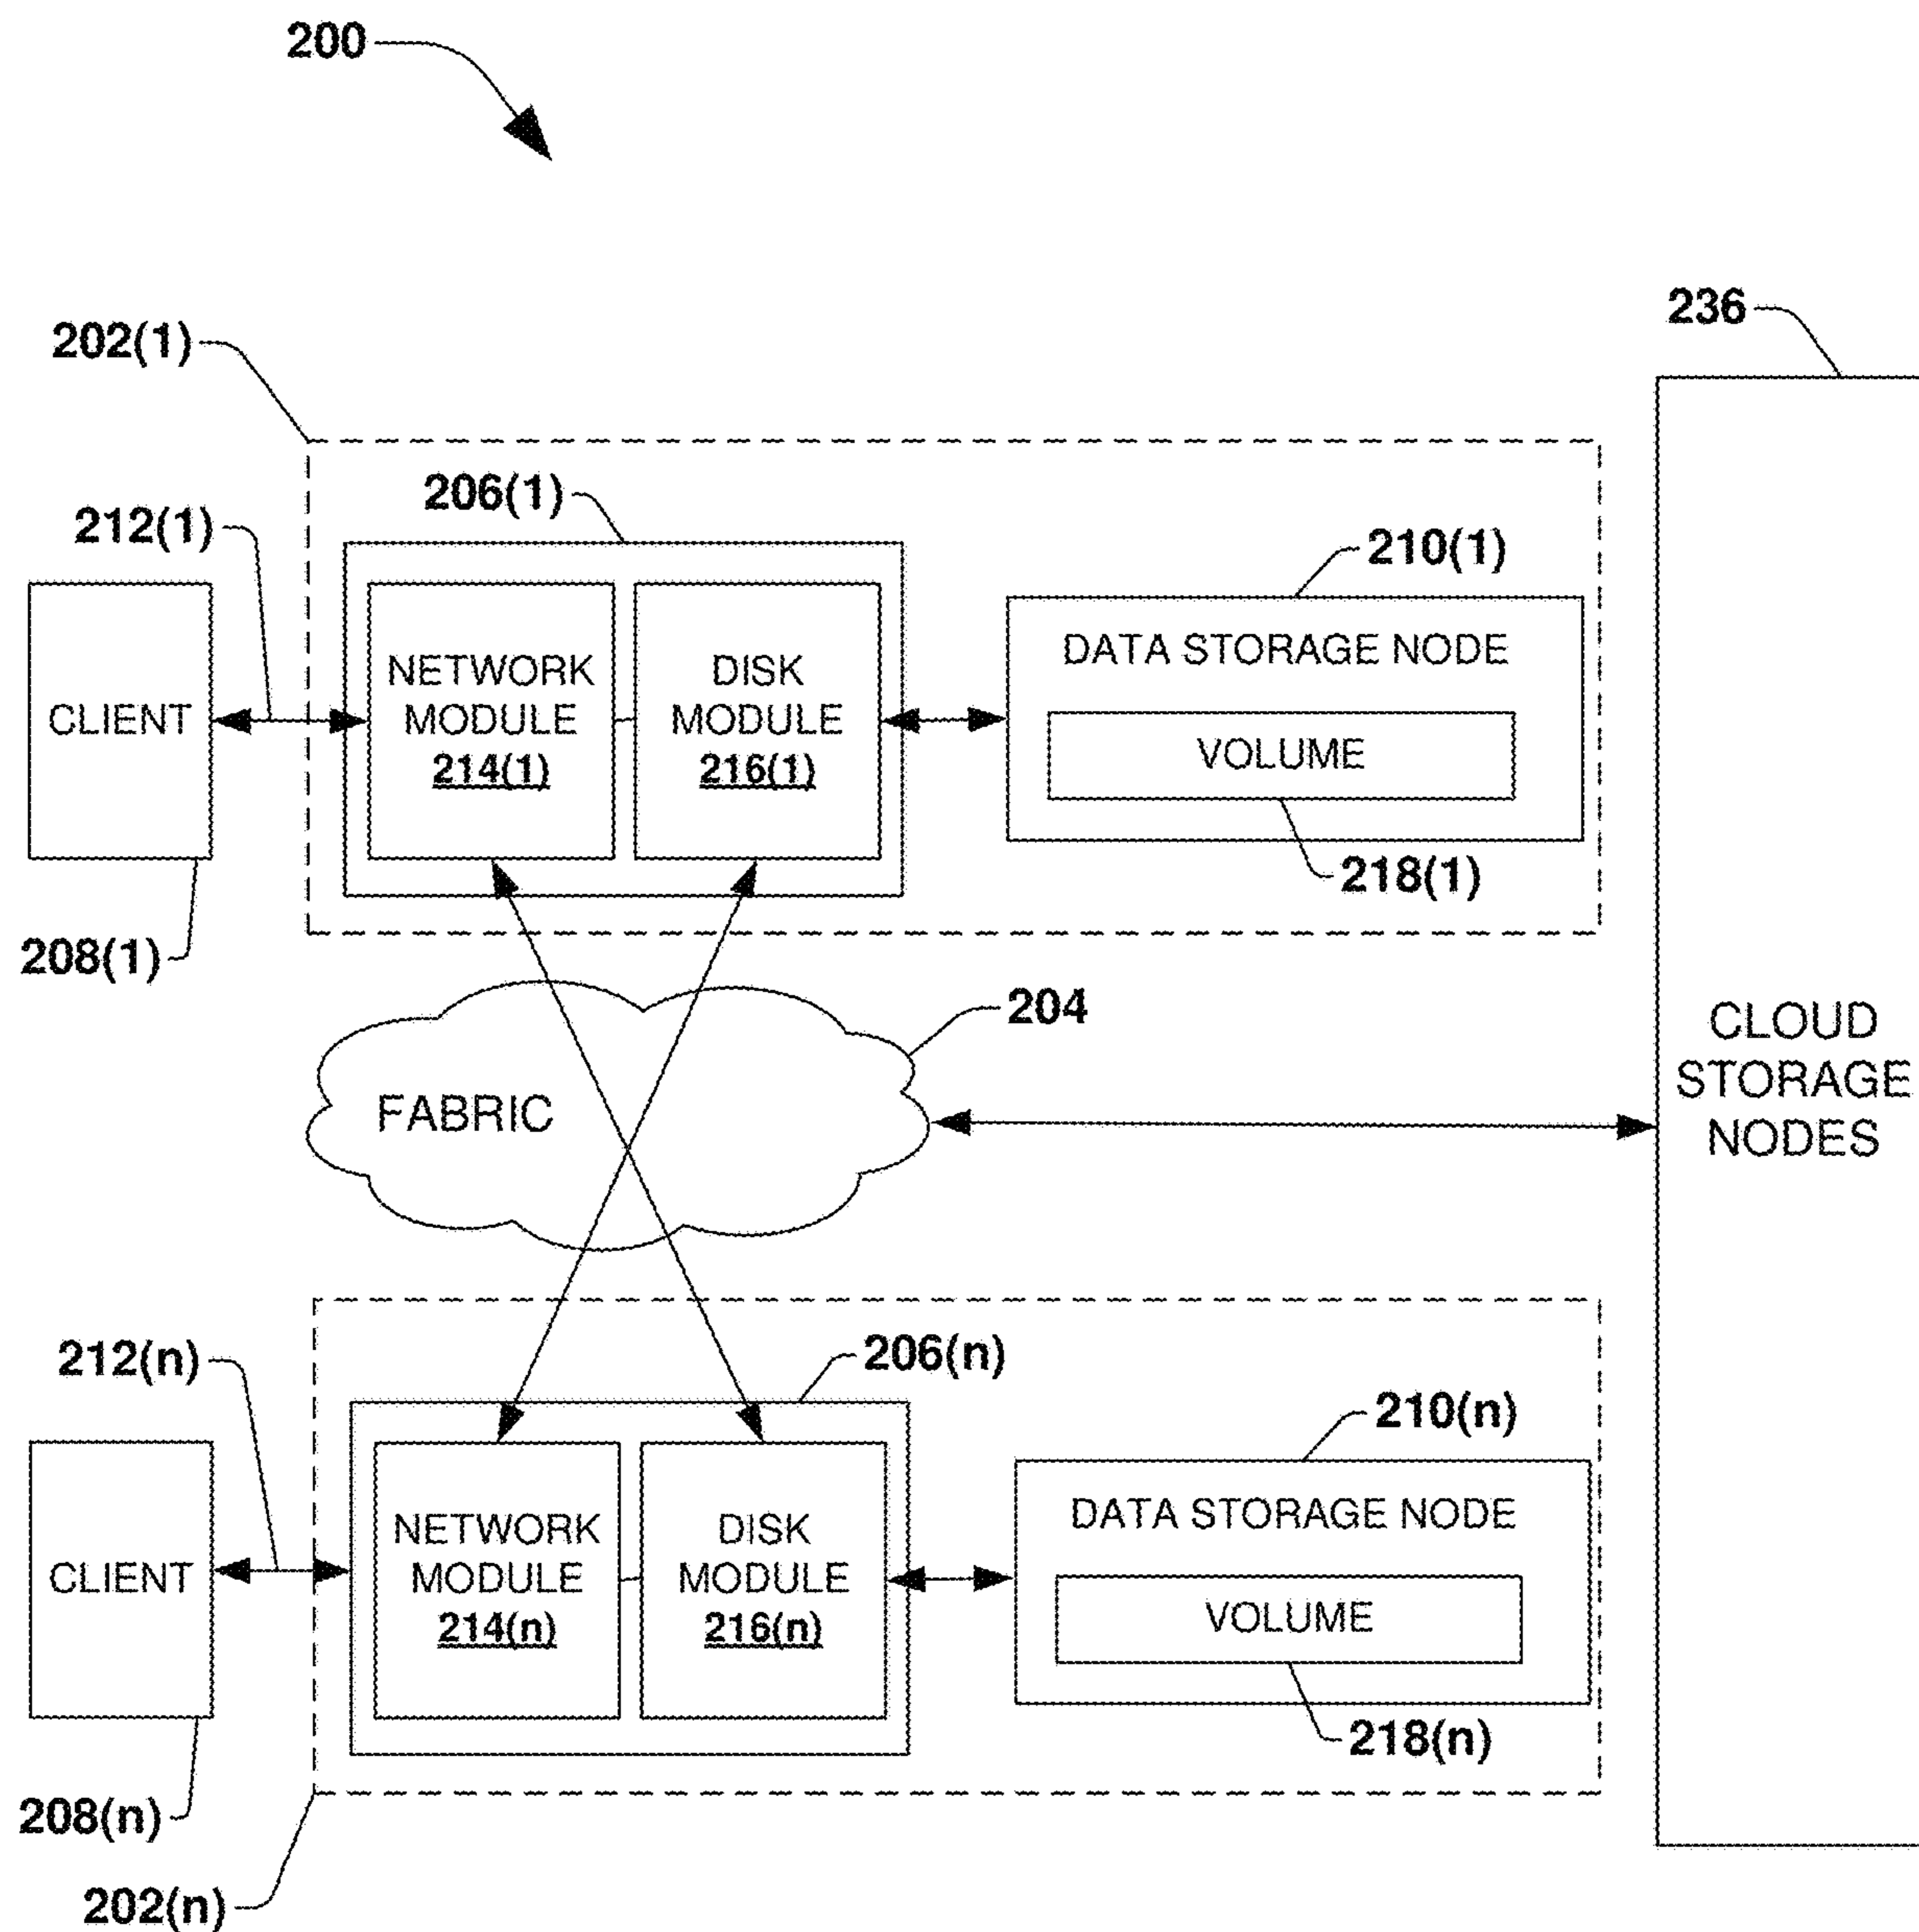 200
236
202(1)
206(1)
212(1)
210(1)
CLIENT
NETWORK
MODULE
214(1)
DISK
MODULE
216(1)
DATA STORAGE NODE
VOLUME
218(1)
208(1)
204
FABRIC
CLOUD
STORAGE
NODES
212(n)
206(n)
210(n)
CLIENT
NETWORK
MODULE
214(n)
DISK
MODULE
216(n)
DATA STORAGE NODE
VOLUME
218(n)
208(n)
202(n)